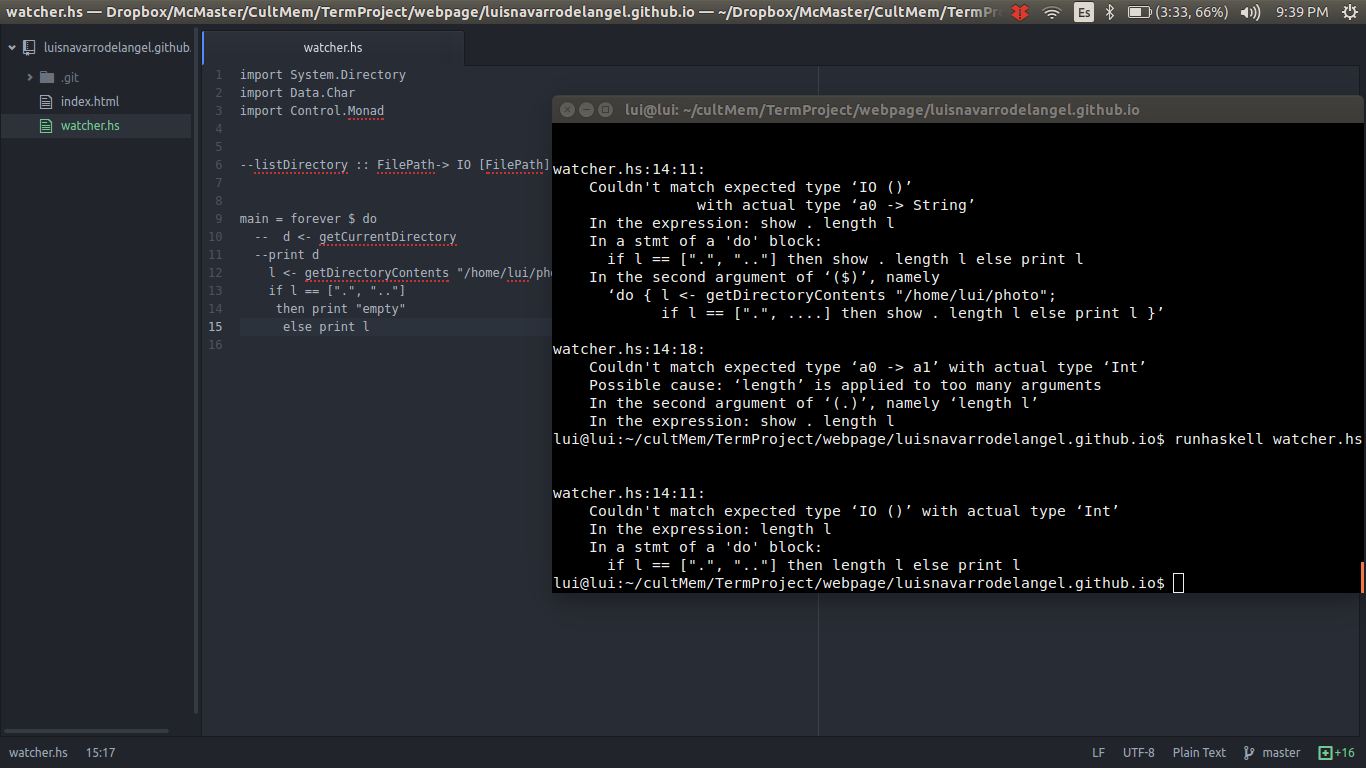 watcher.hs — Dropbox/McMaster/CultMem/TermProject/webpage/luisnavarrodelangel.github.io — ~/Dropbox/McMaster/CultMem/TermPr
Es (3:33, 66%) 9:39 PM
luisnavarrodelangel.github.
.git
index.html
watcher.hs
watcher.hs
1 import System.Directory
2 import Data.Char
3 import Control.Monad
4
5
6 --listDirectory :: FilePath-> IO [FilePath]
7
8
9 main = forever $ do
10 -- d <- getCurrentDirectory
11 --print d
12 l <- getDirectoryContents "/home/lui/pho
13 if l == [".", ".."]
14 then print "empty"
15 else print l
16
lui@lui: ~/cultMem/TermProject/webpage/luisnavarrodelangel.github.io
watcher.hs:14:11:
Couldn't match expected type ‘IO ()’
with actual type ‘a0 -> String’
In the expression: show . length l
In a stmt of a 'do' block:
if l == [".", ".."] then show . length l else print l
In the second argument of ‘($)’, namely
‘do { l <- getDirectoryContents "/home/lui/photo";
if l == [".", ....] then show . length l else print l }’
watcher.hs:14:18:
Couldn't match expected type ‘a0 -> a1’ with actual type ‘Int’
Possible cause: ‘length’ is applied to too many arguments
In the second argument of ‘(.)’, namely ‘length l’
In the expression: show . length l
lui@lui:~/cultMem/TermProject/webpage/luisnavarrodelangel.github.io$ runhaskell watcher.hs
watcher.hs:14:11:
Couldn't match expected type ‘IO ()’ with actual type ‘Int’
In the expression: length l
In a stmt of a 'do' block:
if l == [".", ".."] then length l else print l
lui@lui:~/cultMem/TermProject/webpage/luisnavarrodelangel.github.io$
watcher.hs 15:17
LF UTF-8 Plain Text master +16